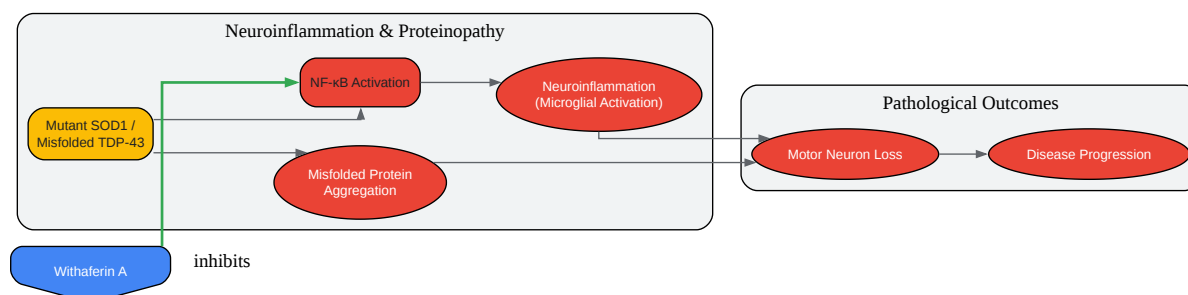 Neuroinflammation & Proteinopathy
NF-κB Activation
Neuroinflammation
(Microglial Activation)
Mutant SOD1 /
Misfolded TDP-43
Misfolded Protein
Aggregation
Pathological Outcomes
Motor Neuron Loss
Disease Progression
Withaferin A
inhibits